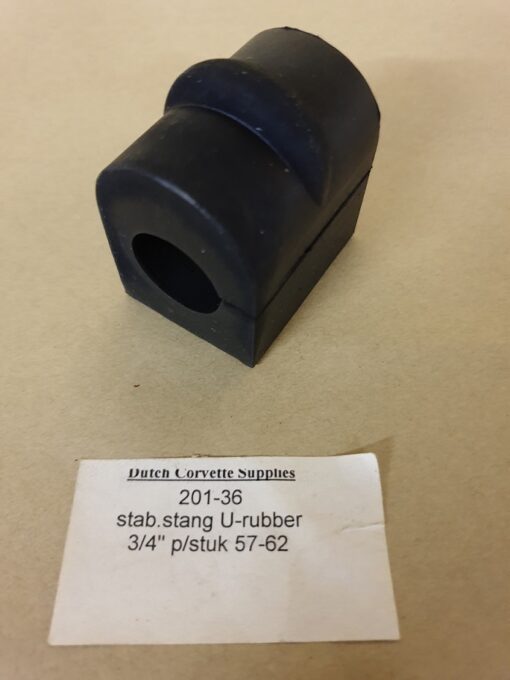 Dutch Corvette Supplies
201-36
stab.stang U-rubber
3/4" p/stuk 57-62